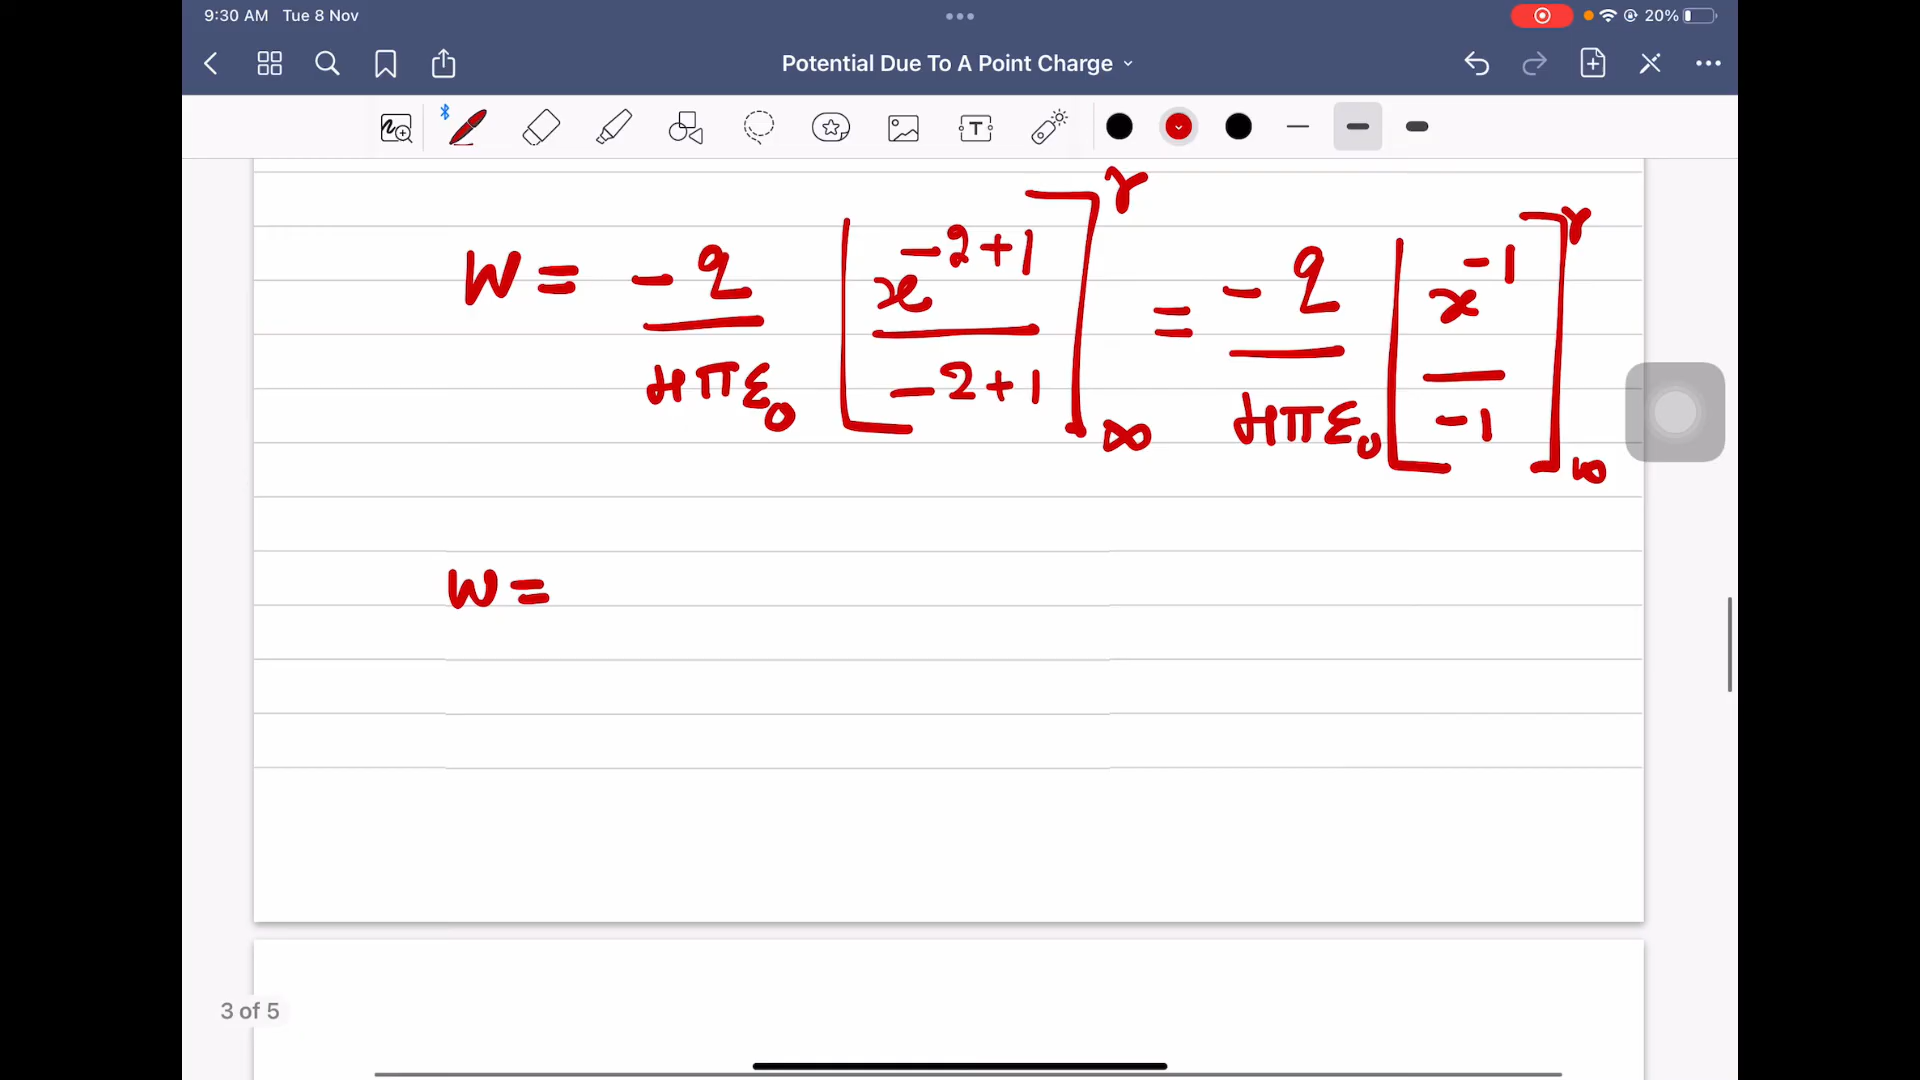 9:30 AM Tue 8 Nov
20%
Potential Due To A Point Charge
T
W = -q/4πε₀ [x^(-2+1)/(-2+1)]_∞^r = -q/4πε₀ [x^(-1)/(-1)]_∞^r
W =
3 of 5